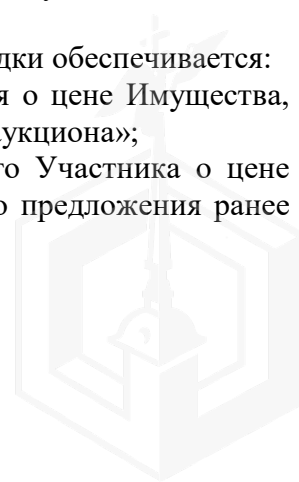 дки обеспечивается:
я о цене Имущества,
укциона»;
го Участника о цене
о предложения ранее